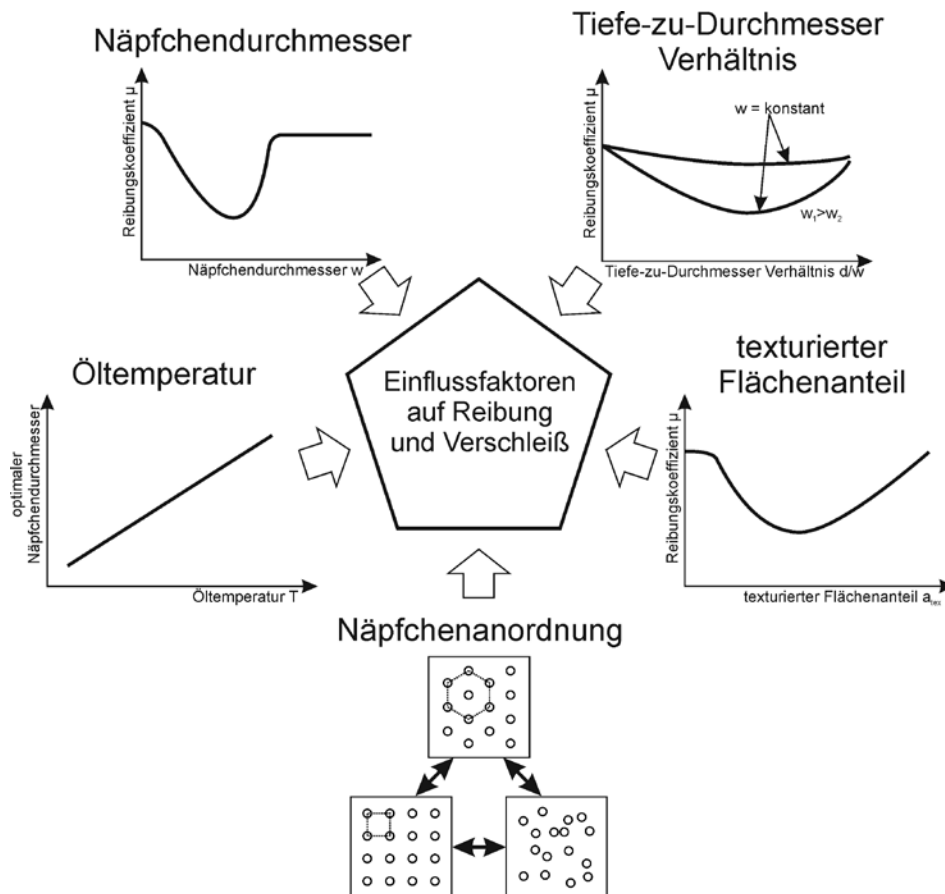 Näpfchendurchmesser
Reibungskoeffizient µ
Näpfchendurchmesser w
Tiefe-zu-Durchmesser
Verhältnis
Reibungskoeffizient µ
w = konstant
w₁>w₂
Tiefe-zu-Durchmesser Verhältnis d/w
Öltemperatur
optimaler
Näpfchendurchmesser
Öltemperatur T
Einflussfaktoren
auf Reibung
und Verschleiß
texturierter
Flächenanteil
Reibungskoeffizient µ
texturierter Flächenanteil a_tex
Näpfchenanordnung